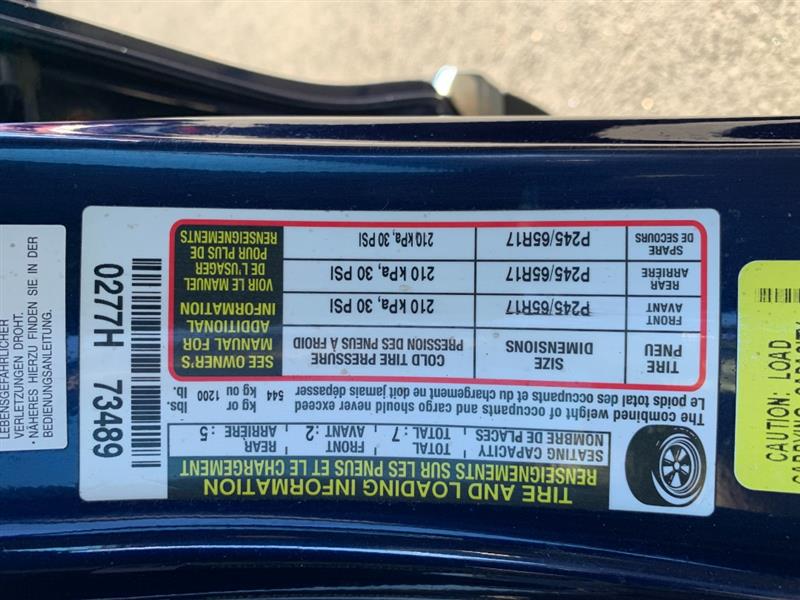 TIRE AND LOADING INFORMATION
RENSEIGNEMENTS SUR LES PNEUS ET LE CHARGEMENT
SEATING CAPACITY
NOMBRE DE PLACES
TOTAL : 7
FRONT
AVANT : 2
REAR
ARRIÈRE : 5
The combined weight of occupants and cargo should never exceed
Le poids total des occupants et du chargement ne doit jamais dépasser
544 kg or kg ou 1200 lbs. lb.
TIRE
PNEU
SIZE
DIMENSIONS
COLD TIRE PRESSURE
PRESSION DES PNEUS À FROID
FRONT
AVANT
P245/65R17
210 kPa, 30 PSI
REAR
ARRIÈRE
P245/65R17
210 kPa, 30 PSI
SPARE
DE SECOURS
P245/65R17
210 kPa, 30 PSI
SEE OWNER'S
MANUAL FOR
ADDITIONAL
INFORMATION
VOIR LE MANUEL
DE L'USAGER
POUR PLUS DE
RENSEIGNEMENTS
0277H 73489
LEBENSGEFÄHRLICHER
VERLETZUNGEN DROHT.
• NÄHERES HIERZU FINDEN SIE IN DER
BEDIENUNGSANLEITUNG.
CAUTION: LOAD